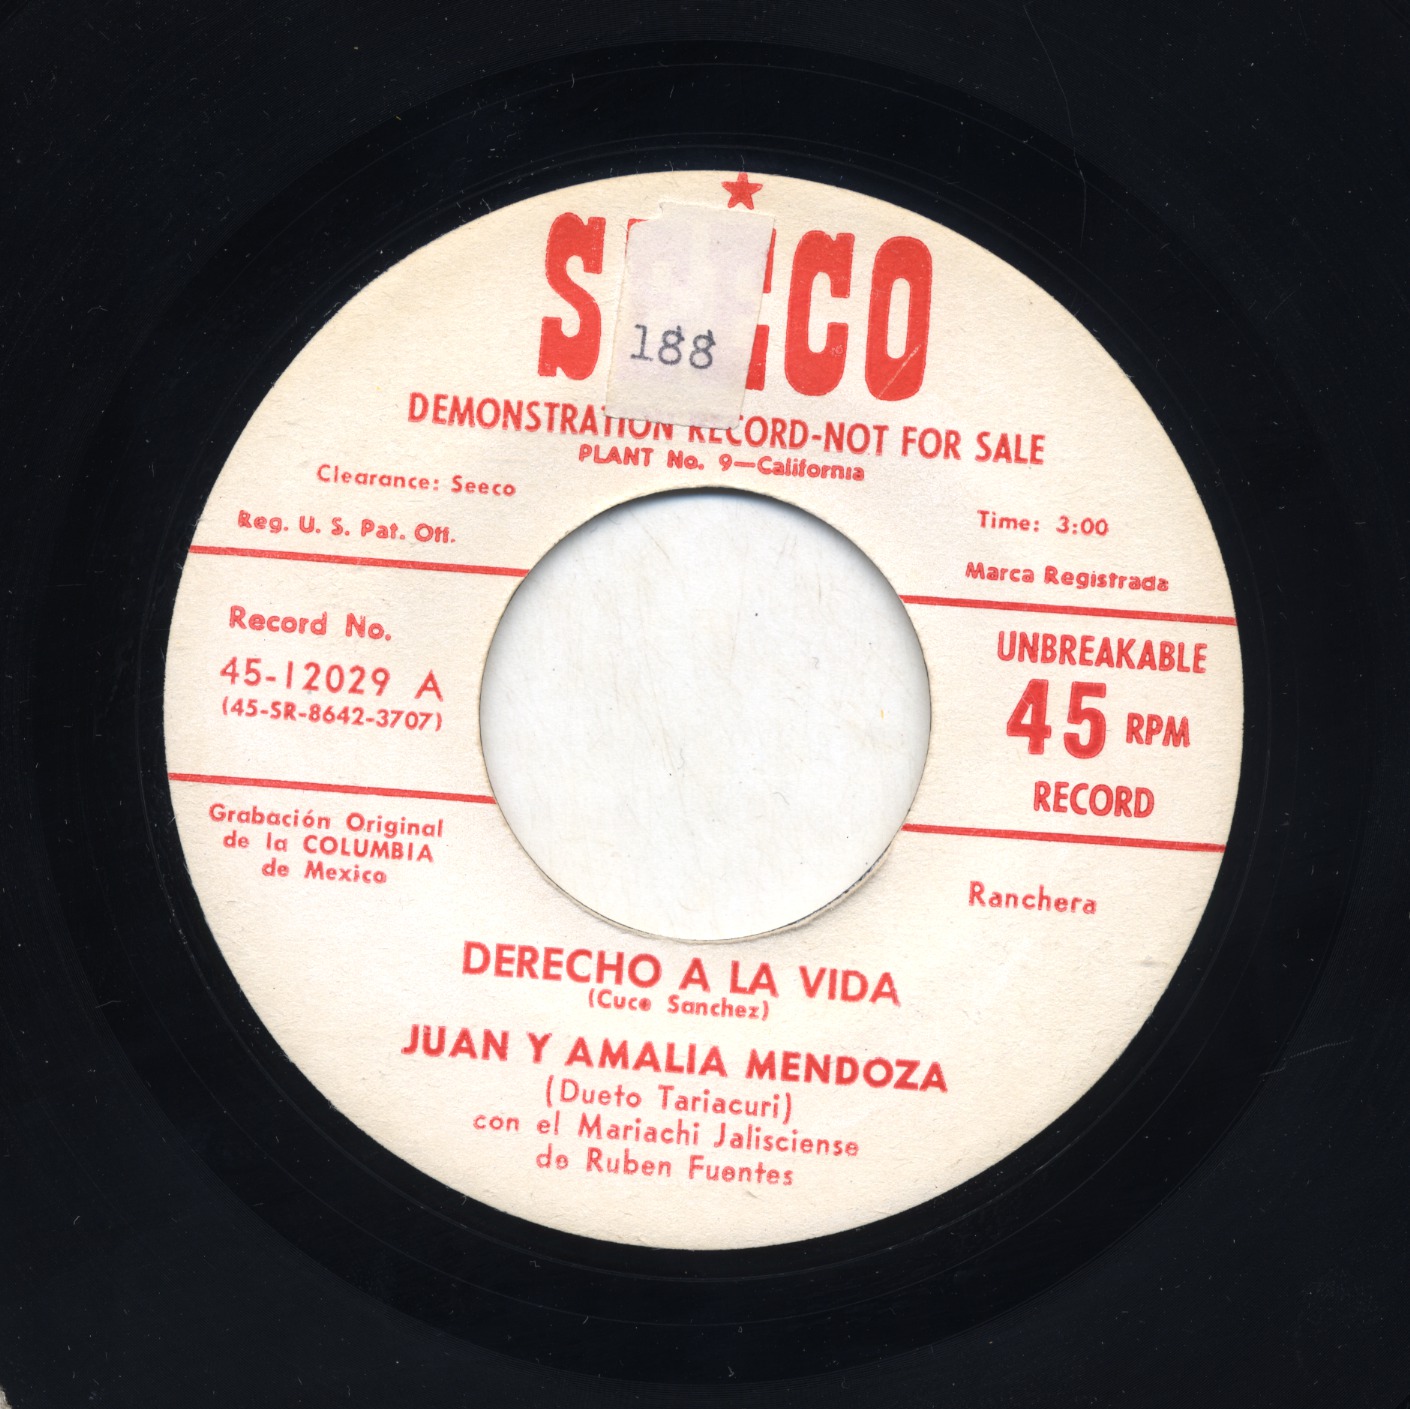 SEECO
188
DEMONSTRATION RECORD-NOT FOR SALE
PLANT No. 9—California
Clearance: Seeco
Reg. U. S. Pat. Off.
Time: 3:00
Marca Registrada
Record No.
45-12029 A
(45-SR-8642-3707)
UNBREAKABLE
45 RPM
RECORD
Grabación Original
de la COLUMBIA
de Mexico
Ranchera
DERECHO A LA VIDA
(Cuco Sanchez)
JUAN Y AMALIA MENDOZA
(Dueto Tariacuri)
con el Mariachi Jalisciense
de Ruben Fuentes